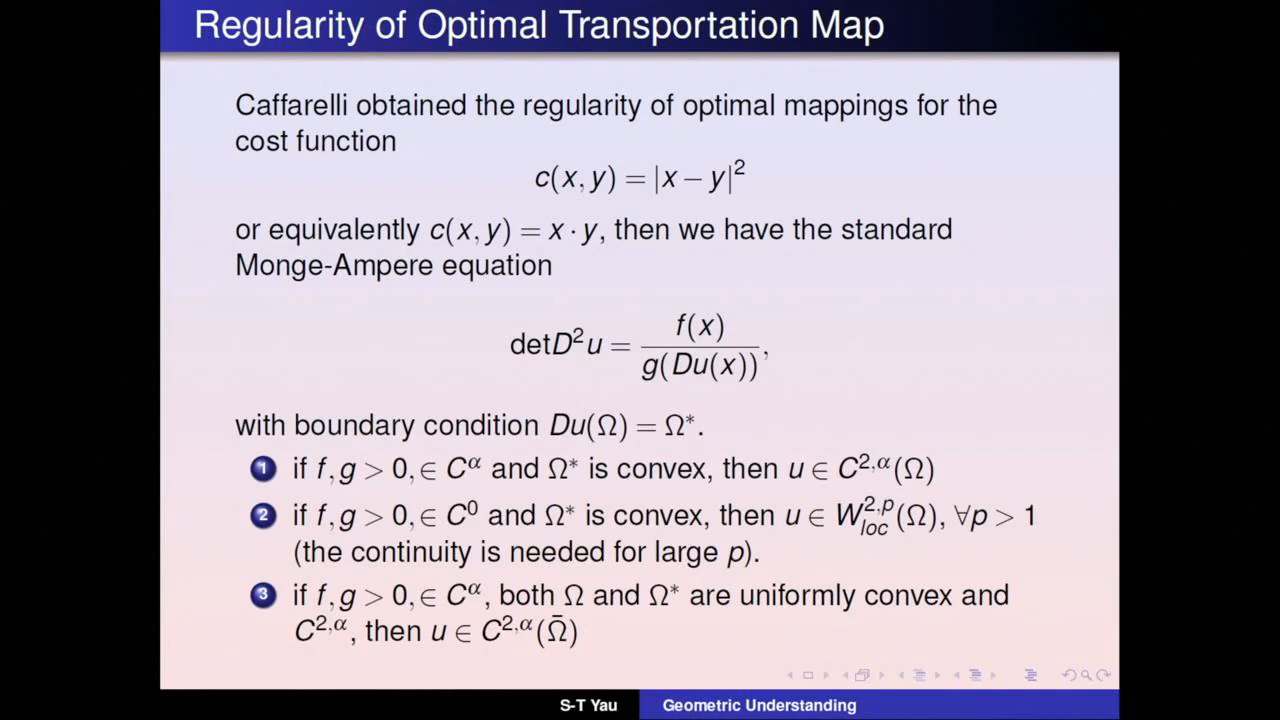 Regularity of Optimal Transportation Map
Caffarelli obtained the regularity of optimal mappings for the
cost function
c(x, y) = |x − y|²
or equivalently c(x, y) = x · y, then we have the standard
Monge-Ampere equation
detD²u = f(x) / g(Du(x)),
with boundary condition Du(Ω) = Ω*.
1 if f, g > 0, ∈ C^α and Ω* is convex, then u ∈ C^{2,α}(Ω)
2 if f, g > 0, ∈ C⁰ and Ω* is convex, then u ∈ W^{2,p}_{loc}(Ω), ∀p > 1
(the continuity is needed for large p).
3 if f, g > 0, ∈ C^α, both Ω and Ω* are uniformly convex and
C^{2,α}, then u ∈ C^{2,α}(Ω̄)
S-T Yau Geometric Understanding